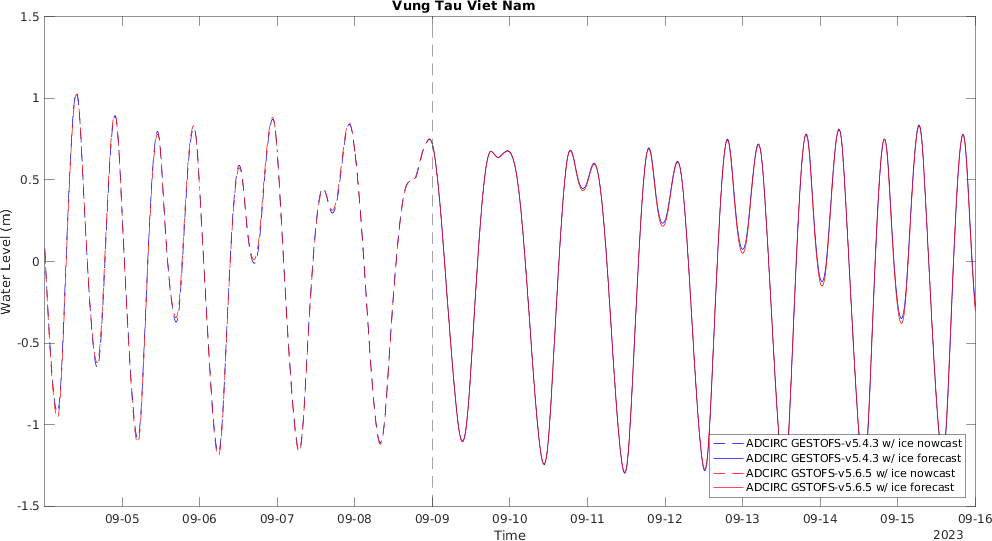 Vung Tau Viet Nam
Water Level (m)
1.5
1
0.5
0
-0.5
-1
-1.5
ADCIRC GESTOFS-v5.4.3 w/ ice nowcast
ADCIRC GESTOFS-v5.4.3 w/ ice forecast
ADCIRC GSTOFS-v5.6.5 w/ ice nowcast
ADCIRC GSTOFS-v5.6.5 w/ ice forecast
09-05 09-06 09-07 09-08 09-09 09-10 09-11 09-12 09-13 09-14 09-15 09-16
Time
2023